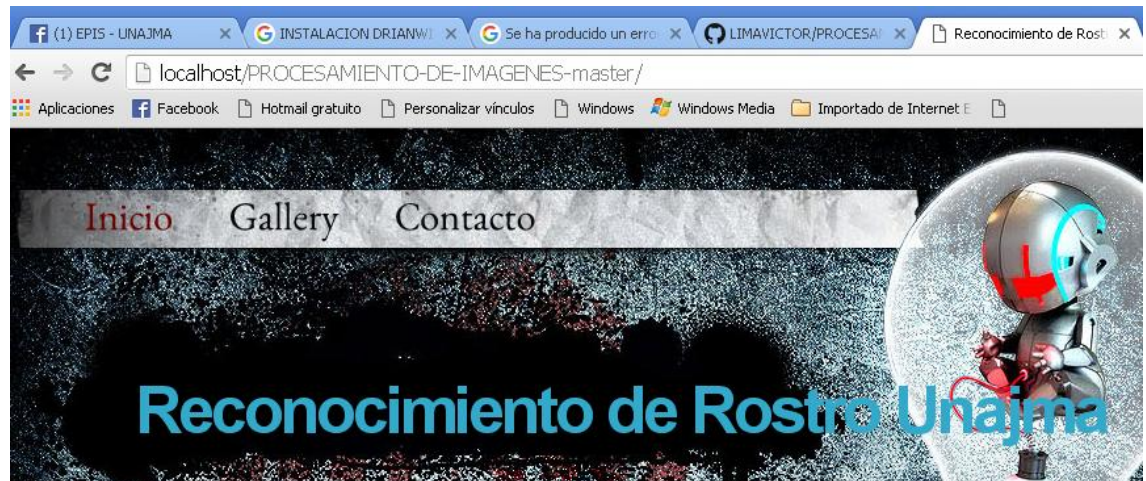 (1) EPIS - UNAJMA INSTALACION DRIANW Se ha producido un erro LIMAVICTOR/PROCESA Reconocimiento de Rost
localhost/PROCESAMIENTO-DE-IMAGENES-master/
Aplicaciones Facebook Hotmail gratuito Personalizar vínculos Windows Windows Media Importado de Internet E
Inicio Gallery Contacto
Reconocimiento de Rostro Unajma